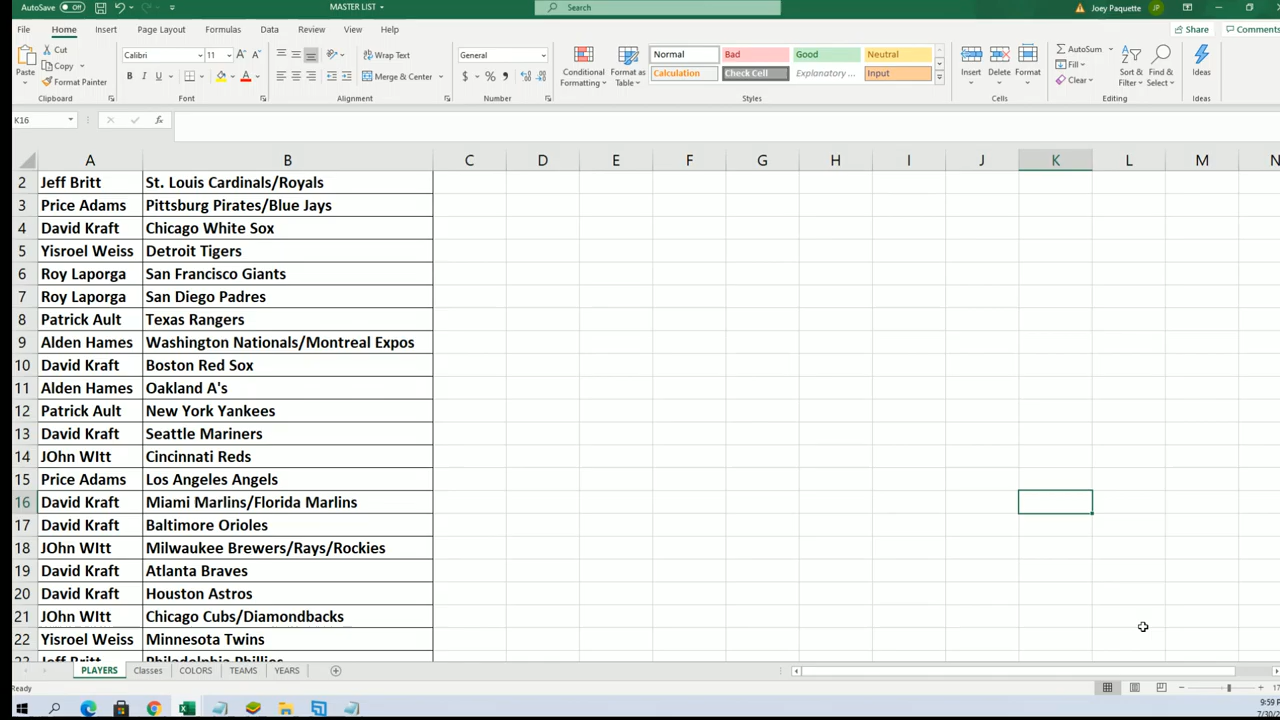 AutoSave Off MASTER LIST Search Joey Paquette JP
File Home Insert Page Layout Formulas Data Review View Help Share Comments
Paste Cut Copy Format Painter Clipboard
Calibri 11 B I U A Font
Wrap Text Merge & Center Alignment
General $ % Number
Conditional Formatting Format as Table Normal Bad Good Neutral Calculation Check Cell Explanatory ... Input Styles
Insert Delete Format Cells
AutoSum Fill Clear Sort & Filter Find & Select Editing
Ideas Ideas
K16 fx
A B C D E F G H I J K L M N
2 Jeff Britt St. Louis Cardinals/Royals
3 Price Adams Pittsburg Pirates/Blue Jays
4 David Kraft Chicago White Sox
5 Yisroel Weiss Detroit Tigers
6 Roy Laporga San Francisco Giants
7 Roy Laporga San Diego Padres
8 Patrick Ault Texas Rangers
9 Alden Hames Washington Nationals/Montreal Expos
10 David Kraft Boston Red Sox
11 Alden Hames Oakland A's
12 Patrick Ault New York Yankees
13 David Kraft Seattle Mariners
14 JOhn WItt Cincinnati Reds
15 Price Adams Los Angeles Angels
16 David Kraft Miami Marlins/Florida Marlins
17 David Kraft Baltimore Orioles
18 JOhn WItt Milwaukee Brewers/Rays/Rockies
19 David Kraft Atlanta Braves
20 David Kraft Houston Astros
21 JOhn WItt Chicago Cubs/Diamondbacks
22 Yisroel Weiss Minnesota Twins
23 Jeff Britt Philadelphia Phillies
PLAYERS Classes COLORS TEAMS YEARS
Ready
9:59 P